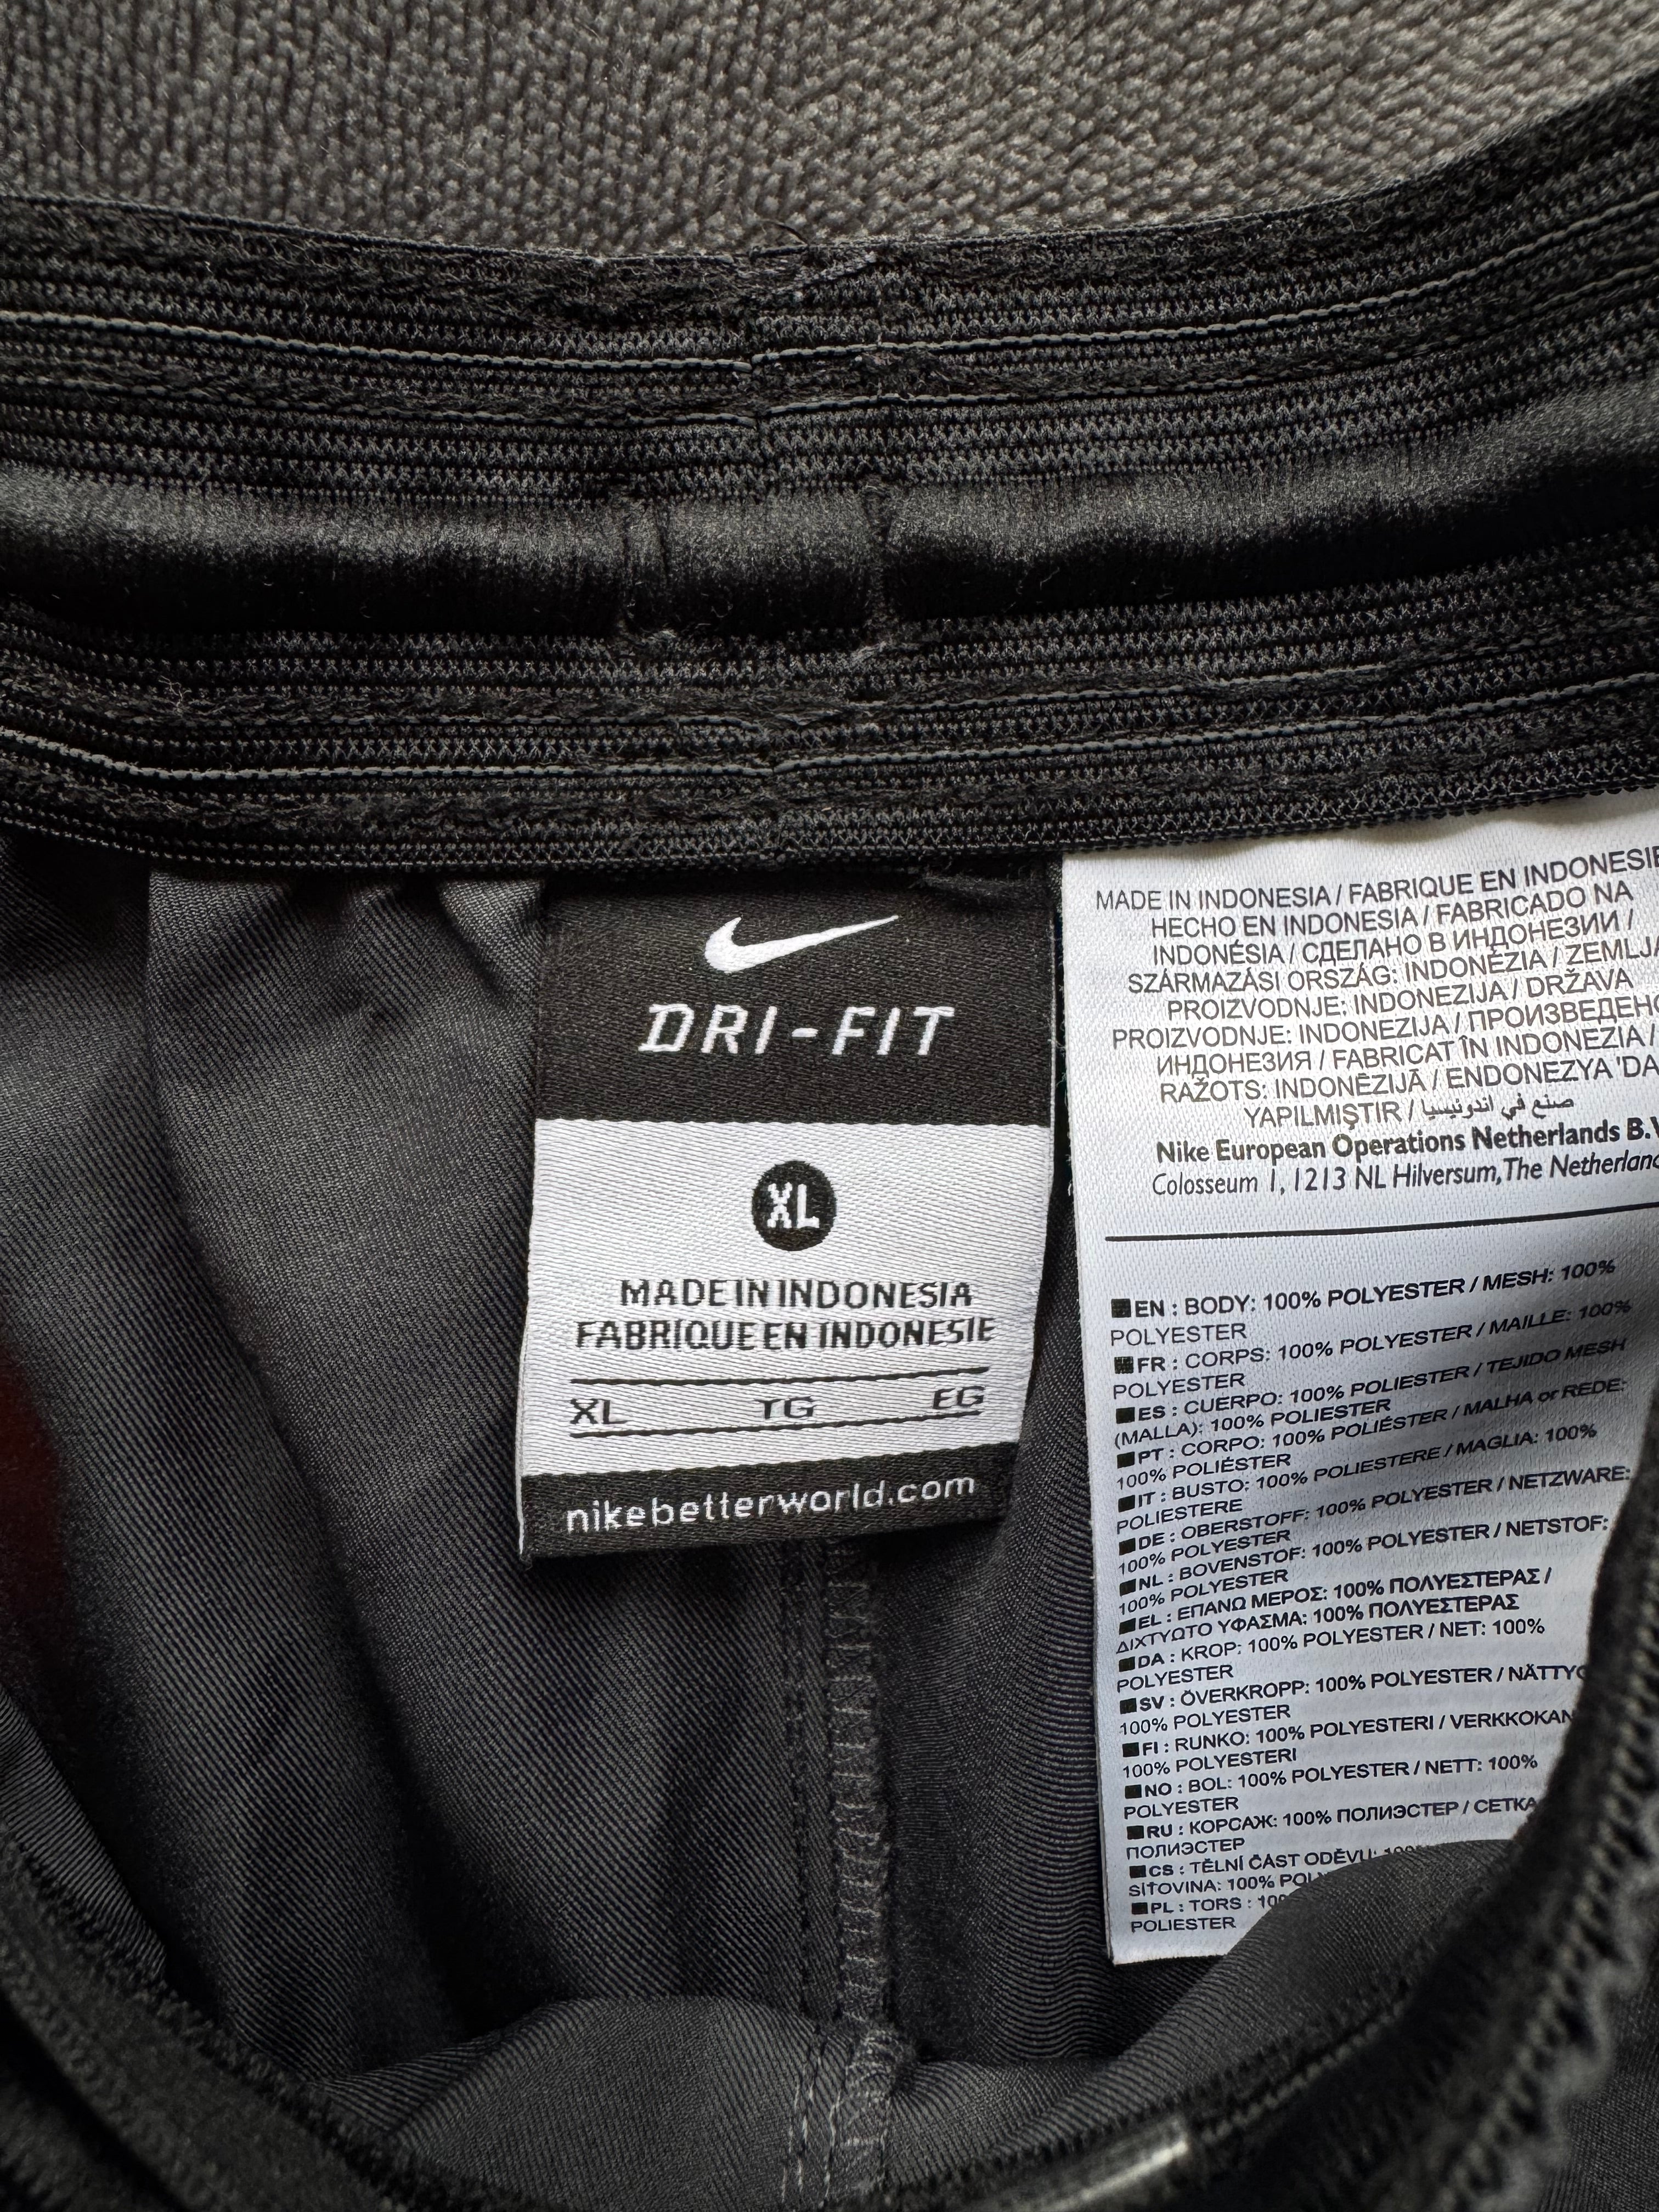 DRI-FIT
XL
MADE IN INDONESIA
FABRIQUE EN INDONESIE
XL TG EG
nikebetterworld.com
MADE IN INDONESIA / FABRIQUE EN INDONESIE
HECHO EN INDONESIA / FABRICADO NA
INDONÉSIA / СДЕЛАНО В ИНДОНЕЗИИ /
SZÁRMAZÁSI ORSZÁG: INDONÉZIA / ZEMLJA
PROIZVODNJE: INDONEZIJA / DRŽAVA
PROIZVODNJE: INDONEZIJA / ПРОИЗВЕДЕНО
ИНДОНЕЗИЯ / FABRICAT ÎN INDONEZIA /
RAŽOTS: INDONĒZIJĀ / ENDONEZYA 'DA
YAPILMIŞTIR / صنع في اندونيسيا
Nike European Operations Netherlands B.V
Colosseum 1, 1213 NL Hilversum, The Netherlan
EN : BODY: 100% POLYESTER / MESH: 100%
POLYESTER
FR : CORPS: 100% POLYESTER / MAILLE: 100%
POLYESTER
ES : CUERPO: 100% POLIESTER / TEJIDO MESH
(MALLA): 100% POLIESTER
PT : CORPO: 100% POLIÉSTER / MALHA or REDE:
100% POLIÉSTER
IT : BUSTO: 100% POLIESTERE / MAGLIA: 100%
POLIESTERE
DE : OBERSTOFF: 100% POLYESTER / NETZWARE:
100% POLYESTER
NL : BOVENSTOF: 100% POLYESTER / NETSTOF:
100% POLYESTER
EL : ΕΠΑΝΩ ΜΕΡΟΣ: 100% ΠΟΛΥΕΣΤΕΡΑΣ /
ΔΙΧΤΥΩΤΟ ΥΦΑΣΜΑ: 100% ΠΟΛΥΕΣΤΕΡΑΣ
DA : KROP: 100% POLYESTER / NET: 100%
POLYESTER
SV : ÖVERKROPP: 100% POLYESTER / NÄTTYG
100% POLYESTER
FI : RUNKO: 100% POLYESTERI / VERKKOKAN
100% POLYESTERI
NO : BOL: 100% POLYESTER / NETT: 100%
POLYESTER
RU : КОРСАЖ: 100% ПОЛИЭСТЕР / СЕТКА
ПОЛИЭСТЕР
CS : TĚLNÍ ČAST ODĚVU: 100%
SÍŤOVINA: 100% POL
PL : TORS : 100
POLIESTER